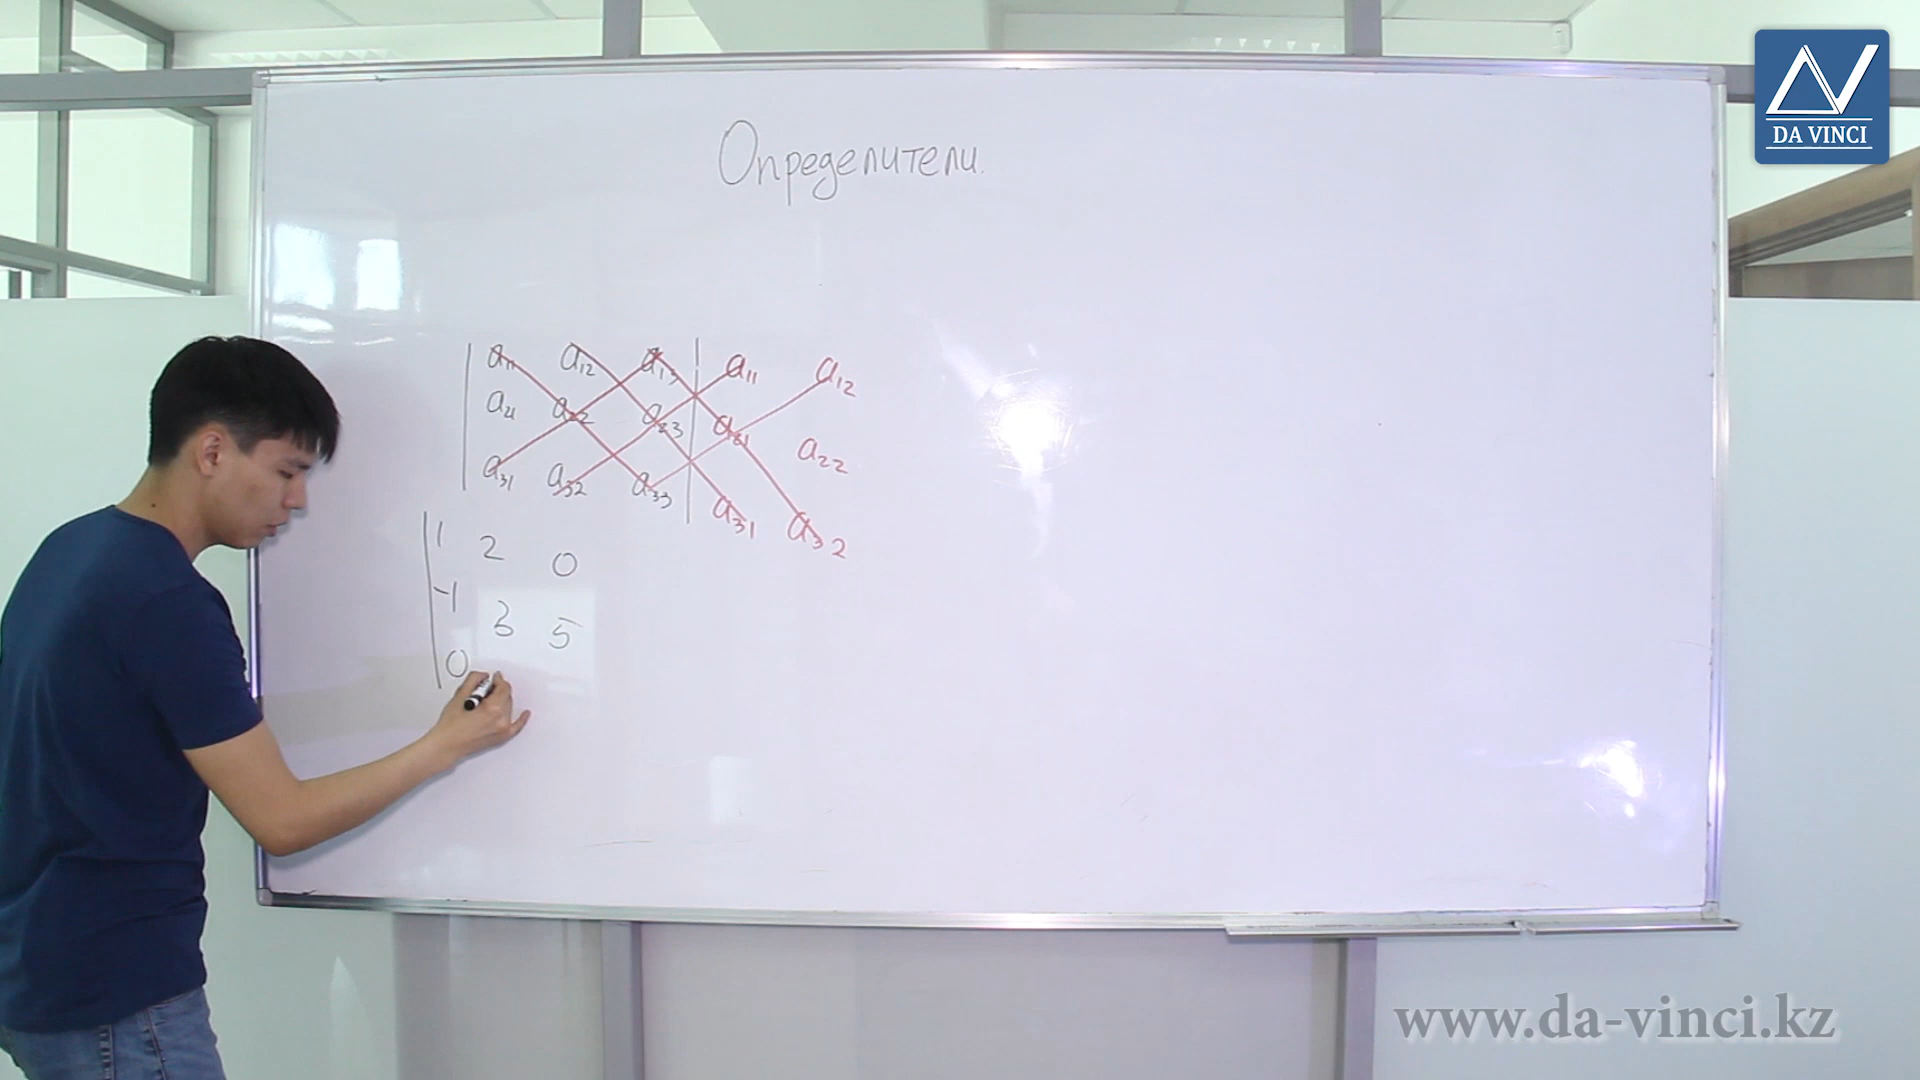 DA VINCI
Определители.
a11 a12 a13 a11 a12
a21 a22 a23 a21 a22
a31 a32 a33 a31 a32
1 2 0
-1 3 5
0
www.da-vinci.kz